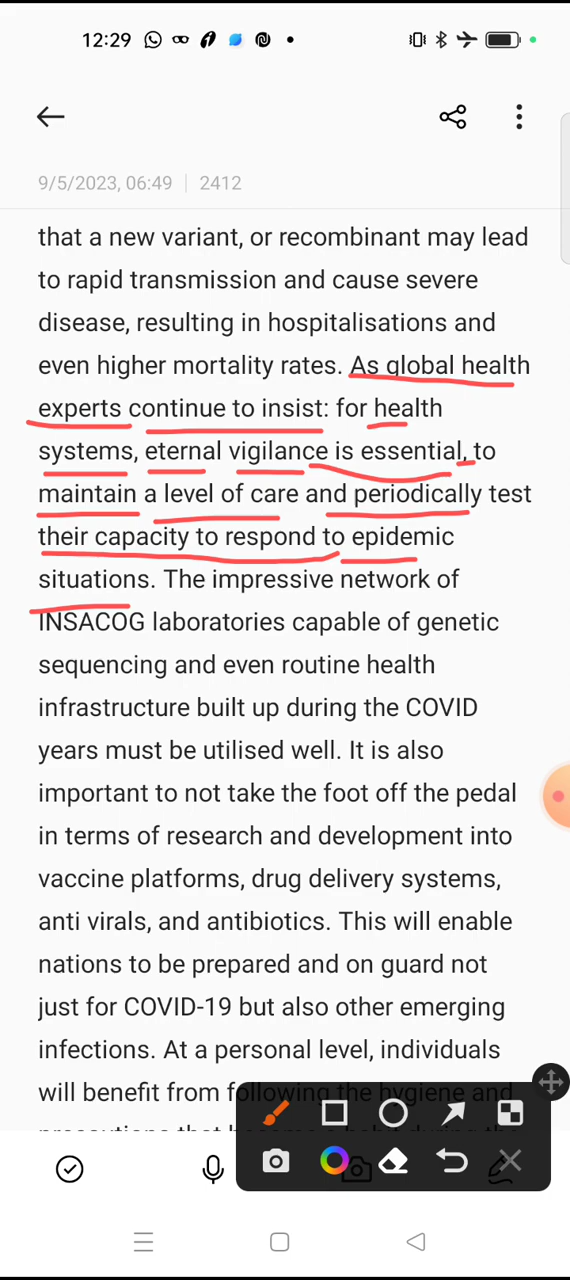 12:29
9/5/2023, 06:49 | 2412
that a new variant, or recombinant may lead
to rapid transmission and cause severe
disease, resulting in hospitalisations and
even higher mortality rates. As global health
experts continue to insist: for health
systems, eternal vigilance is essential, to
maintain a level of care and periodically test
their capacity to respond to epidemic
situations. The impressive network of
INSACOG laboratories capable of genetic
sequencing and even routine health
infrastructure built up during the COVID
years must be utilised well. It is also
important to not take the foot off the pedal
in terms of research and development into
vaccine platforms, drug delivery systems,
anti virals, and antibiotics. This will enable
nations to be prepared and on guard not
just for COVID-19 but also other emerging
infections. At a personal level, individuals
will benefit from following the hygiene and